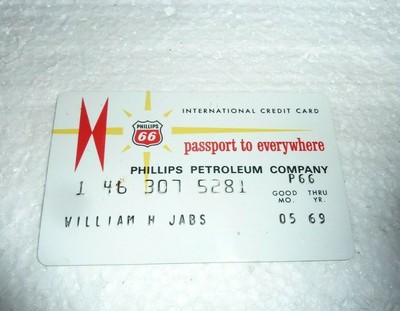 INTERNATIONAL CREDIT CARD
PHILLIPS
66
passport to everywhere
PHILLIPS PETROLEUM COMPANY
P66
1 46 307 5281
GOOD THRU
MO. YR.
WILLIAM H JABS
05 69